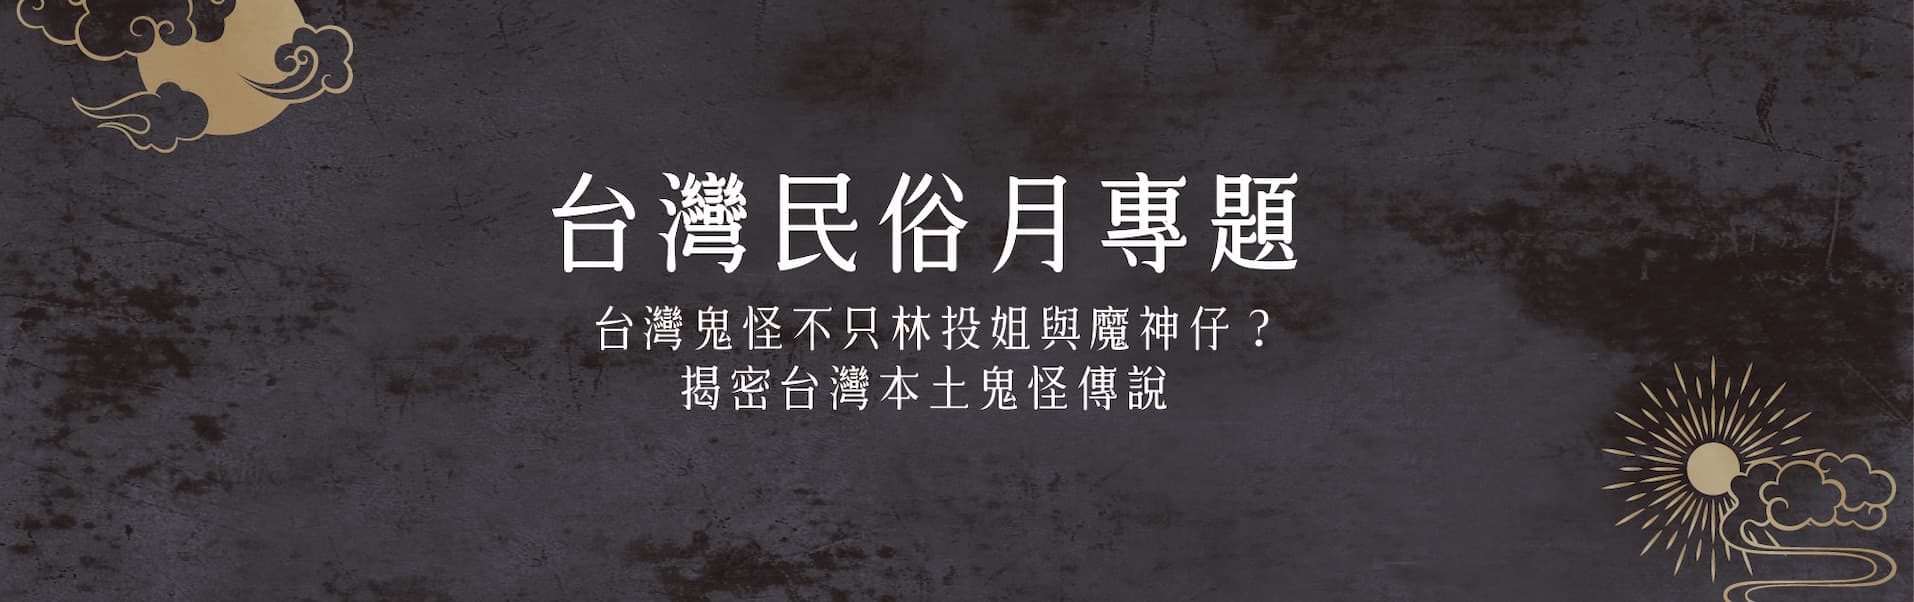 台灣民俗月專題
台灣鬼怪不只林投姐與魔神仔？
揭密台灣本土鬼怪傳說